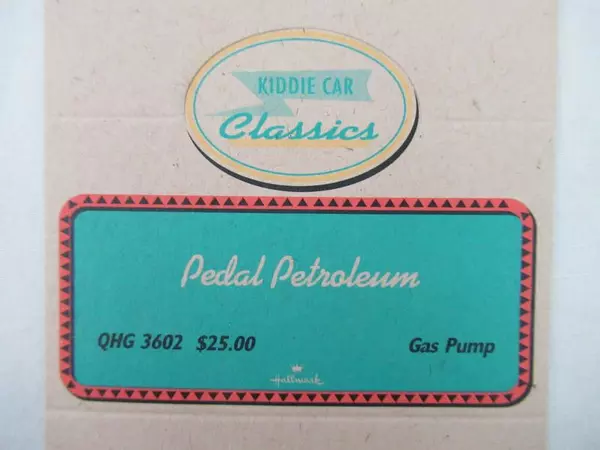 KIDDIE CAR
Classics
Pedal Petroleum
QHG 3602 $25.00 Gas Pump
Hallmark